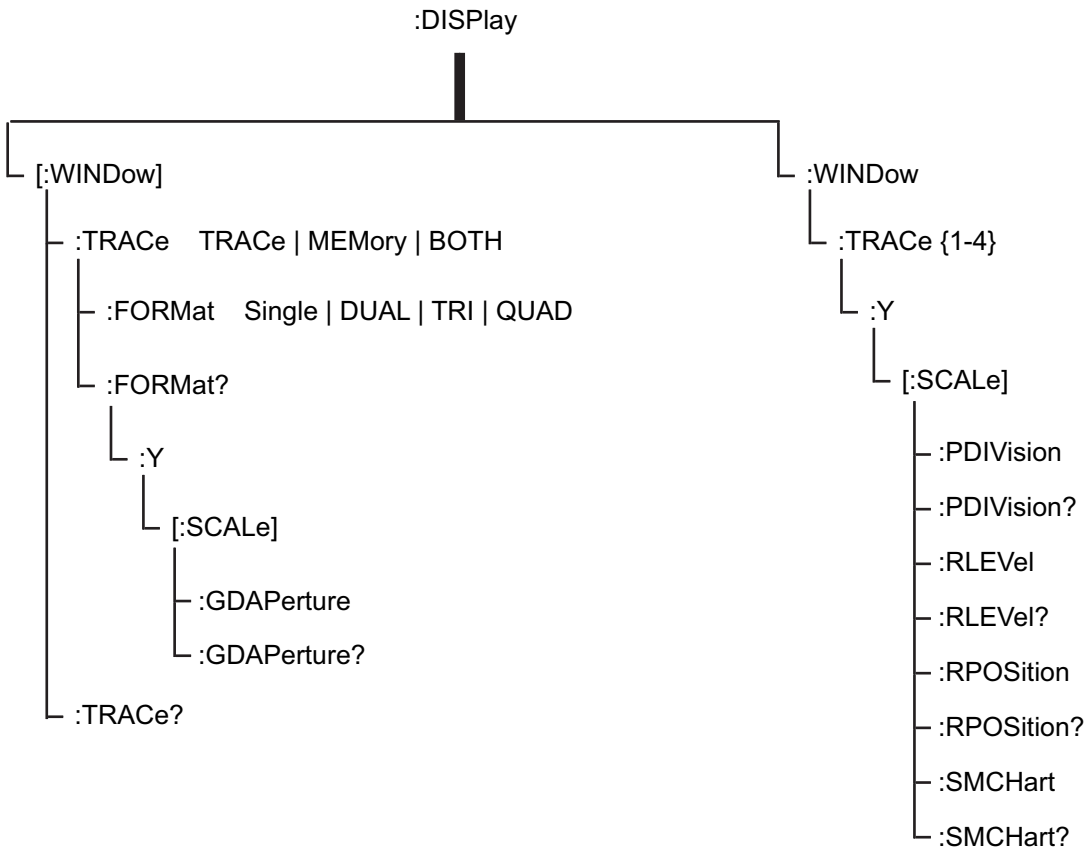 :DISPlay
[:WINDow]
:TRACe TRACe | MEMory | BOTH
:FORMat Single | DUAL | TRI | QUAD
:FORMat?
:Y
[:SCALe]
:GDAPerture
:GDAPerture?
:TRACe?
:WINDow
:TRACe {1-4}
:Y
[:SCALe]
:PDIVision
:PDIVision?
:RLEVel
:RLEVel?
:RPOSition
:RPOSition?
:SMCHart
:SMCHart?